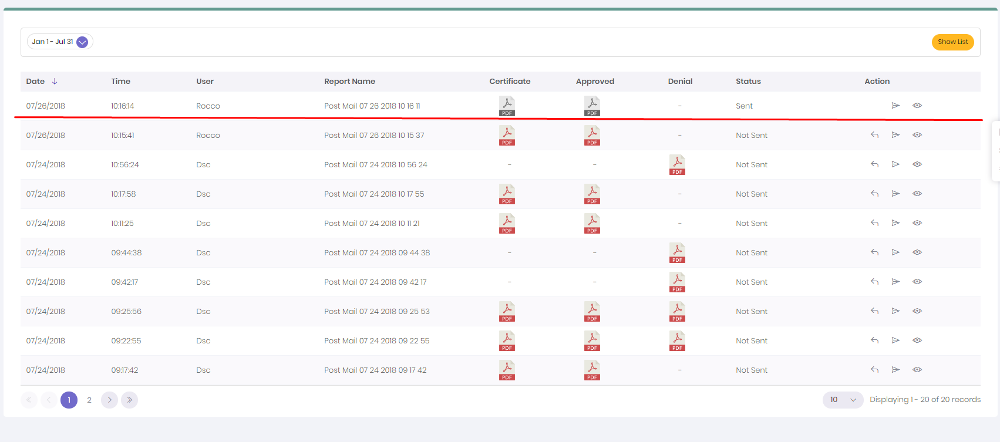 Jan 1 - Jul 31
Show List
Date Time User Report Name Certificate Approved Denial Status Action
07/26/2018 10:16:14 Rocco Post Mail 07 26 2018 10 16 11 PDF PDF - Sent
07/26/2018 10:15:41 Rocco Post Mail 07 26 2018 10 15 37 PDF PDF - Not Sent
07/24/2018 10:56:24 Dsc Post Mail 07 24 2018 10 56 24 - - PDF Not Sent
07/24/2018 10:17:58 Dsc Post Mail 07 24 2018 10 17 55 PDF PDF - Not Sent
07/24/2018 10:11:25 Dsc Post Mail 07 24 2018 10 11 21 PDF PDF - Not Sent
07/24/2018 09:44:38 Dsc Post Mail 07 24 2018 09 44 38 - - PDF Not Sent
07/24/2018 09:42:17 Dsc Post Mail 07 24 2018 09 42 17 - - PDF Not Sent
07/24/2018 09:25:56 Dsc Post Mail 07 24 2018 09 25 53 PDF PDF PDF Not Sent
07/24/2018 09:22:55 Dsc Post Mail 07 24 2018 09 22 55 PDF PDF PDF Not Sent
07/24/2018 09:17:42 Dsc Post Mail 07 24 2018 09 17 42 PDF PDF - Not Sent
« < 1 2 > » 10 Displaying 1 - 20 of 20 records